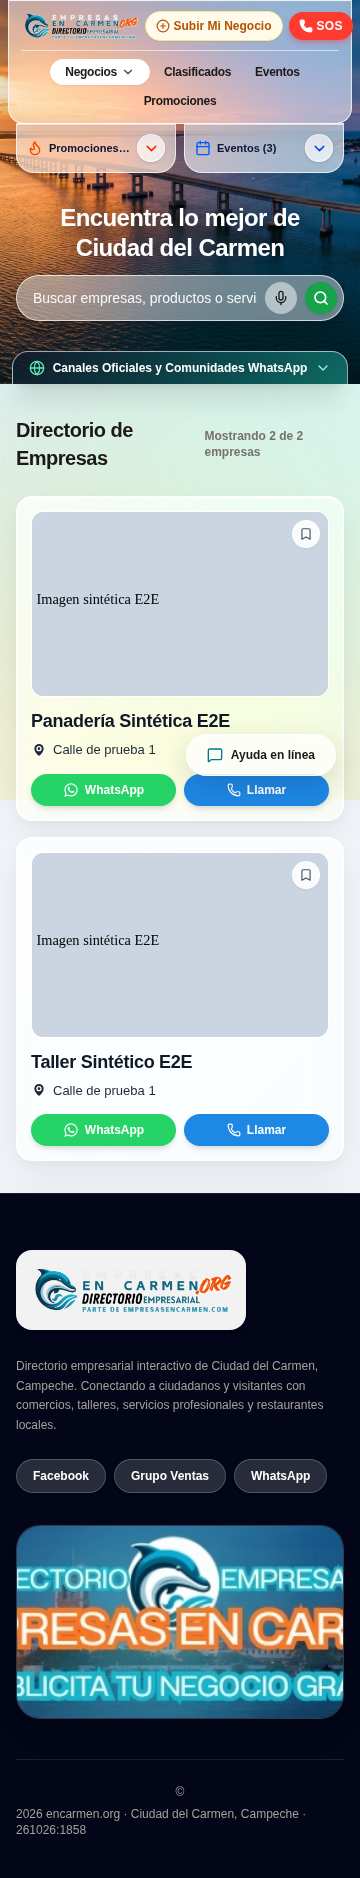 EMPRESAS
EN CARMEN.ORG
DIRECTORIO EMPRESARIAL
Subir Mi Negocio
SOS
Negocios
Clasificados
Eventos
Promociones
Promociones…
Eventos (3)
Encuentra lo mejor de
Ciudad del Carmen
Buscar empresas, productos o servi
Canales Oficiales y Comunidades WhatsApp
Directorio de
Empresas
Mostrando 2 de 2
empresas
Imagen sintética E2E
Panadería Sintética E2E
Calle de prueba 1
Ayuda en línea
WhatsApp
Llamar
Imagen sintética E2E
Taller Sintético E2E
Calle de prueba 1
WhatsApp
Llamar
EN CARMEN.ORG
DIRECTORIO EMPRESARIAL
PARTE DE EMPRESASENCARMEN.COM
Directorio empresarial interactivo de Ciudad del Carmen,
Campeche. Conectando a ciudadanos y visitantes con
comercios, talleres, servicios profesionales y restaurantes
locales.
Facebook
Grupo Ventas
WhatsApp
ECTORIO EMPRESA
PRESAS EN CAR
BLICITA TU NEGOCIO GRA
©
2026 encarmen.org · Ciudad del Carmen, Campeche ·
261026:1858